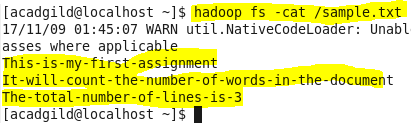 [acadgild@localhost ~]$ hadoop fs -cat /sample.txt
17/11/09 01:45:07 WARN util.NativeCodeLoader: Unabl
asses where applicable
This-is-my-first-assignment
It-will-count-the-number-of-words-in-the-document
The-total-number-of-lines-is-3
[acadgild@localhost ~]$